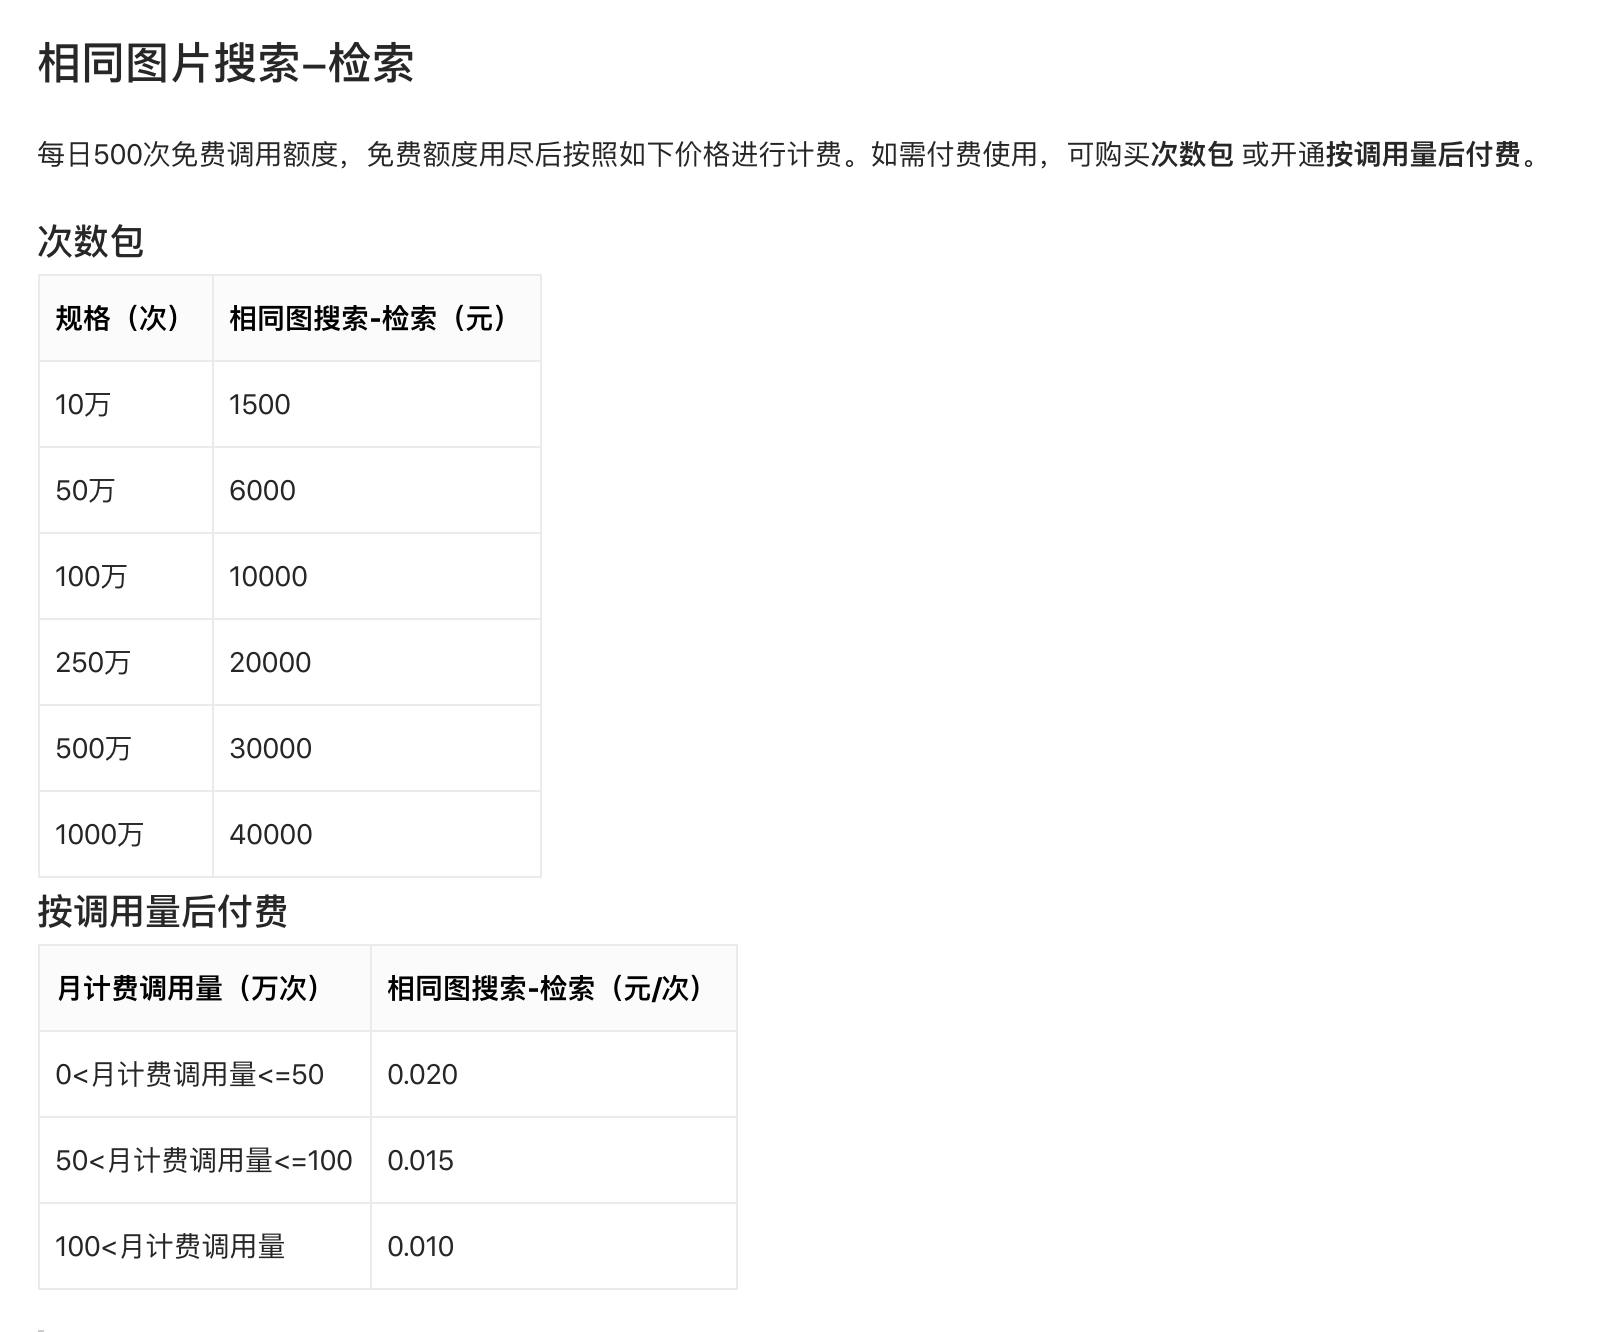 相同图片搜索–检索
每日500次免费调用额度，免费额度用尽后按照如下价格进行计费。如需付费使用，可购买次数包 或开通按调用量后付费。
次数包
规格（次） 相同图搜索-检索（元）
10万 1500
50万 6000
100万 10000
250万 20000
500万 30000
1000万 40000
按调用量后付费
月计费调用量（万次） 相同图搜索-检索（元/次）
0<月计费调用量<=50 0.020
50<月计费调用量<=100 0.015
100<月计费调用量 0.010